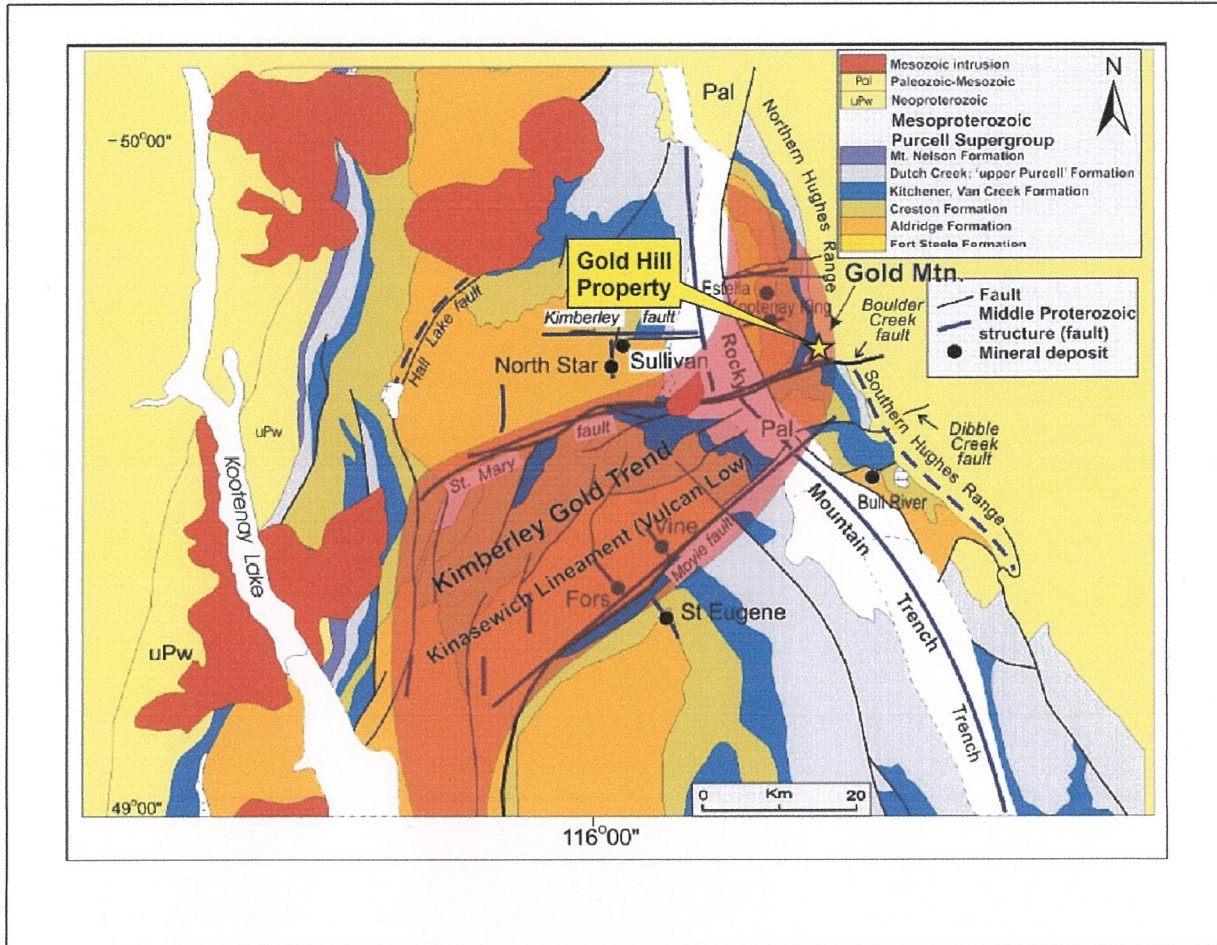 Mesozoic intrusion
Pal Paleozoic-Mesozoic
uPw Neoproterozoic
Mesoproterozoic
Purcell Supergroup
Mt. Nelson Formation
Dutch Creek; 'upper Purcell' Formation
Kitchener, Van Creek Formation
Creston Formation
Aldridge Formation
Fort Steele Formation
N
Fault
Middle Proterozoic
structure (fault)
Mineral deposit
50°00"
Pal
Northern Hughes Range
Gold Hill
Property
Gold Mtn.
Estella
Kootenay King
Boulder
Creek
fault
Hall Lake fault
Kimberley fault
North Star
Sullivan
Rocky
Southern Hughes Range
Dibble
Creek
fault
uPw
fault
Pal
St. Mary
Kimberley Gold Trend
Kinasewich Lineament (Vulcan Low)
Vine
Moyie fault
Bull River
Mountain
Kootenay Lake
Fors
St Eugene
Trench
uPw
Trench
0 Km 20
49°00"
116°00"